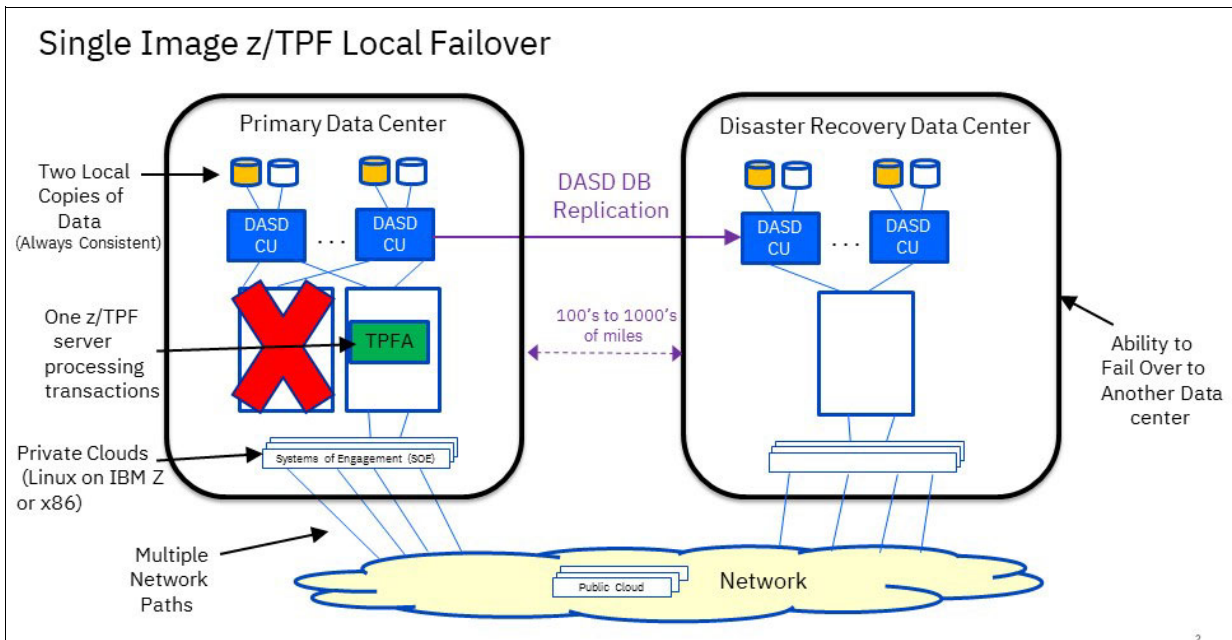 Single Image z/TPF Local Failover
Primary Data Center
Disaster Recovery Data Center
Two Local
Copies of
Data
(Always Consistent)
DASD
CU
. . .
DASD
CU
DASD DB
Replication
DASD
CU
. . .
DASD
CU
One z/TPF
server
processing
transactions
TPFA
100's to 1000's
of miles
Ability to
Fail Over to
Another Data
center
Private Clouds
(Linux on IBM Z
or x86)
Systems of Engagement (SOE)
Multiple
Network
Paths
Public Cloud
Network
2